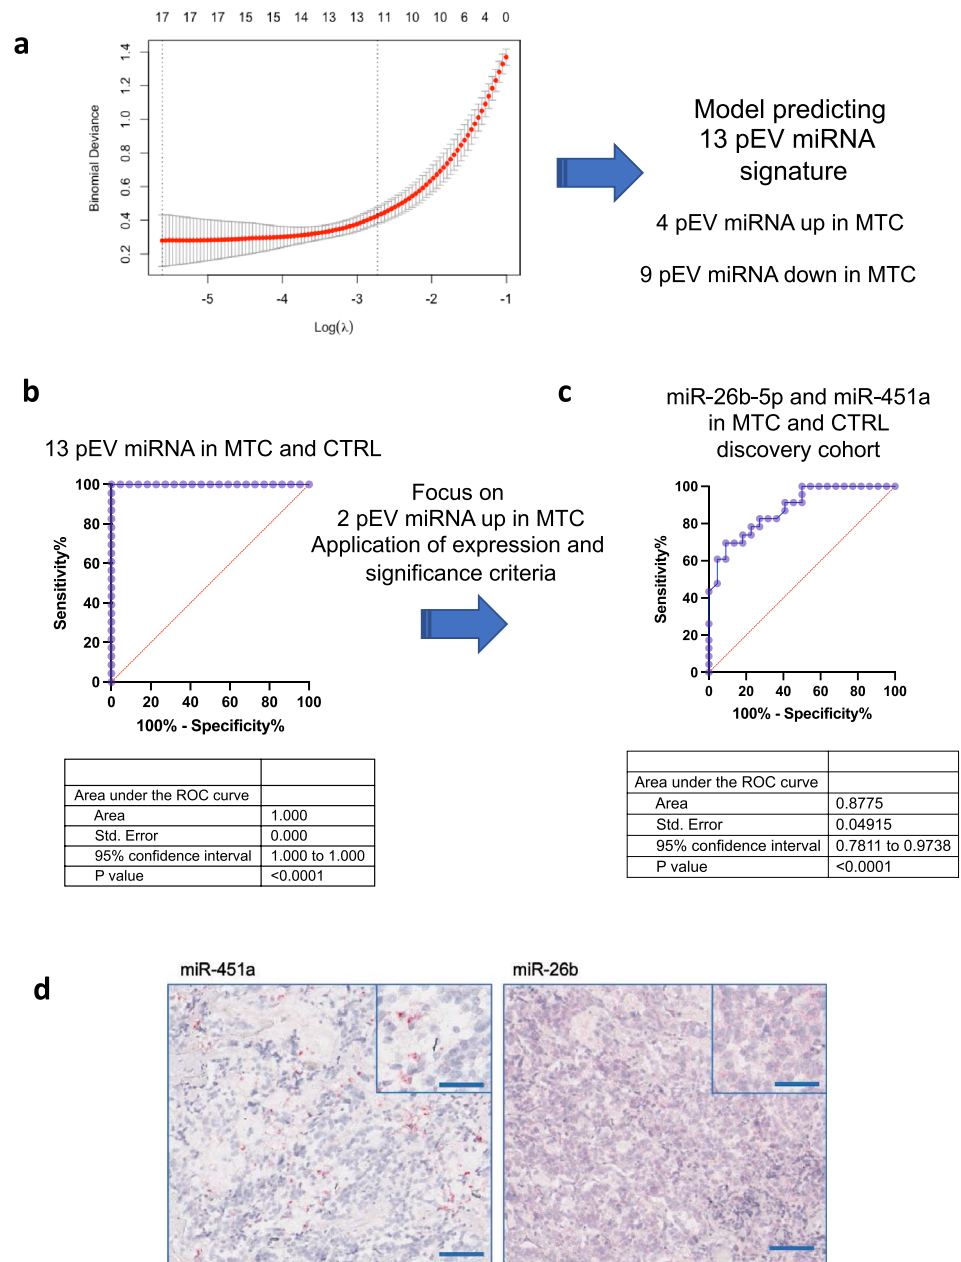 17 17 17 15 15 14 13 13 11 10 10 6 4 0
a
1.4
1.2
1.0
0.8
0.6
0.4
0.2
Binomial Deviance
-5 -4 -3 -2 -1
Log(λ)
Model predicting
13 pEV miRNA
signature
4 pEV miRNA up in MTC
9 pEV miRNA down in MTC
b
13 pEV miRNA in MTC and CTRL
100
80
60
40
20
0
Sensitivity%
0 20 40 60 80 100
100% - Specificity%
Area under the ROC curve
Area 1.000
Std. Error 0.000
95% confidence interval 1.000 to 1.000
P value <0.0001
Focus on
2 pEV miRNA up in MTC
Application of expression and
significance criteria
c
miR-26b-5p and miR-451a
in MTC and CTRL
discovery cohort
100
80
60
40
20
0
Sensitivity%
0 20 40 60 80 100
100% - Specificity%
Area under the ROC curve
Area 0.8775
Std. Error 0.04915
95% confidence interval 0.7811 to 0.9738
P value <0.0001
d
miR-451a
miR-26b